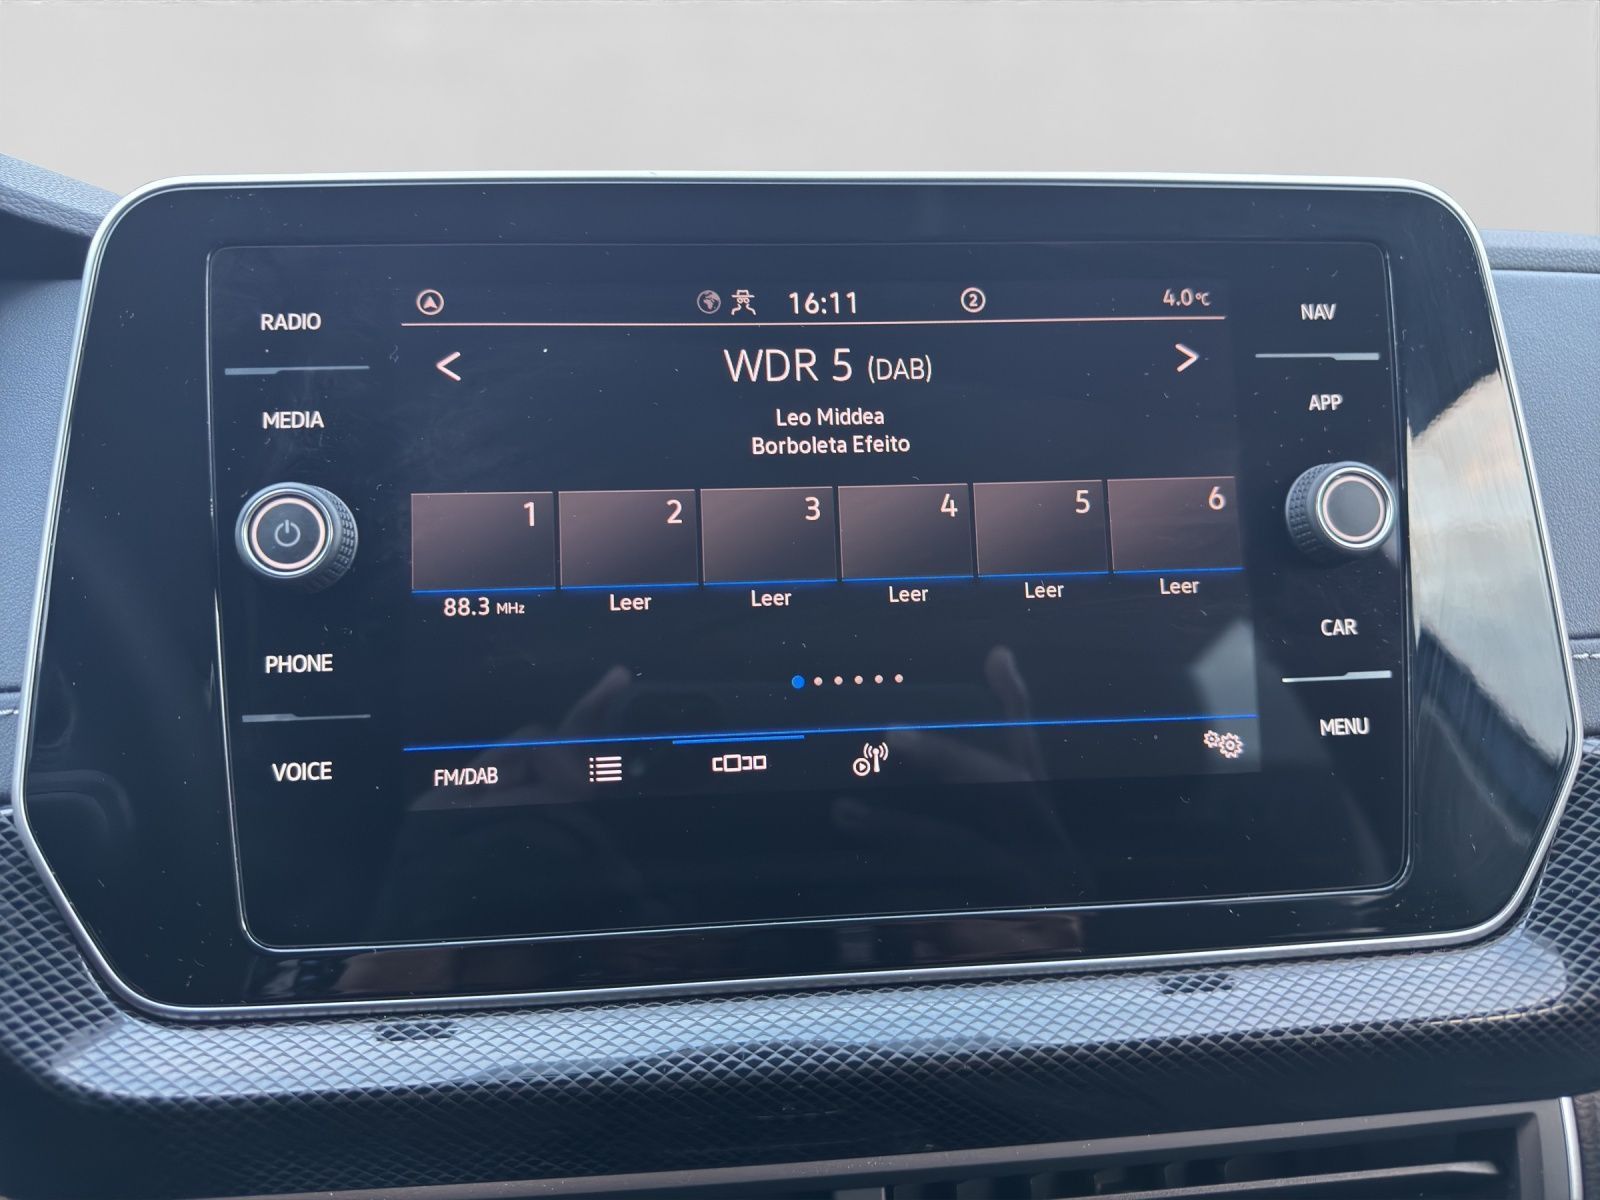 RADIO
MEDIA
PHONE
VOICE
16:11
2
4.0°C
WDR 5 (DAB)
Leo Middea
Borboleta Efeito
1 2 3 4 5 6
88.3 MHz Leer Leer Leer Leer Leer
FM/DAB
NAV
APP
CAR
MENU